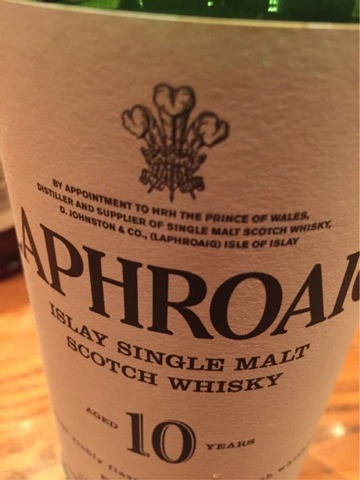 BY APPOINTMENT TO HRH THE PRINCE OF WALES,
DISTILLER AND SUPPLIER OF SINGLE MALT SCOTCH WHISKY,
D. JOHNSTON & CO., (LAPHROAIG) ISLE OF ISLAY
LAPHROAI
ISLAY SINGLE MALT
SCOTCH WHISKY
AGED 10 YEARS